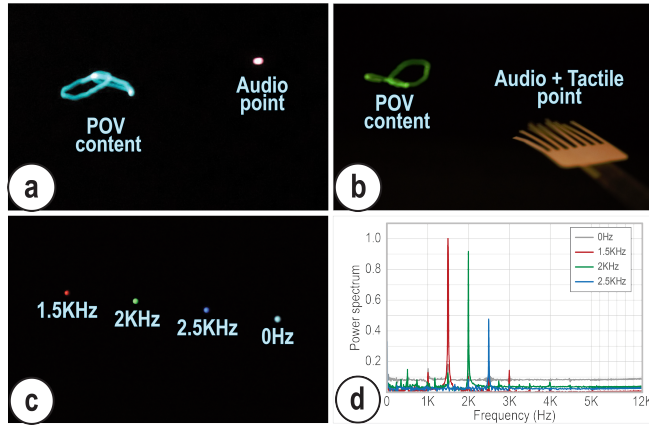 POV
content
Audio
point
a
POV
content
Audio + Tactile
point
b
1.5KHz
2KHz
2.5KHz
0Hz
c
Power spectrum
1.0
0.8
0.6
0.4
0.2
0Hz
1.5KHz
2KHz
2.5KHz
0
1K
2K
3K
4K
5K
12K
Frequency (Hz)
d